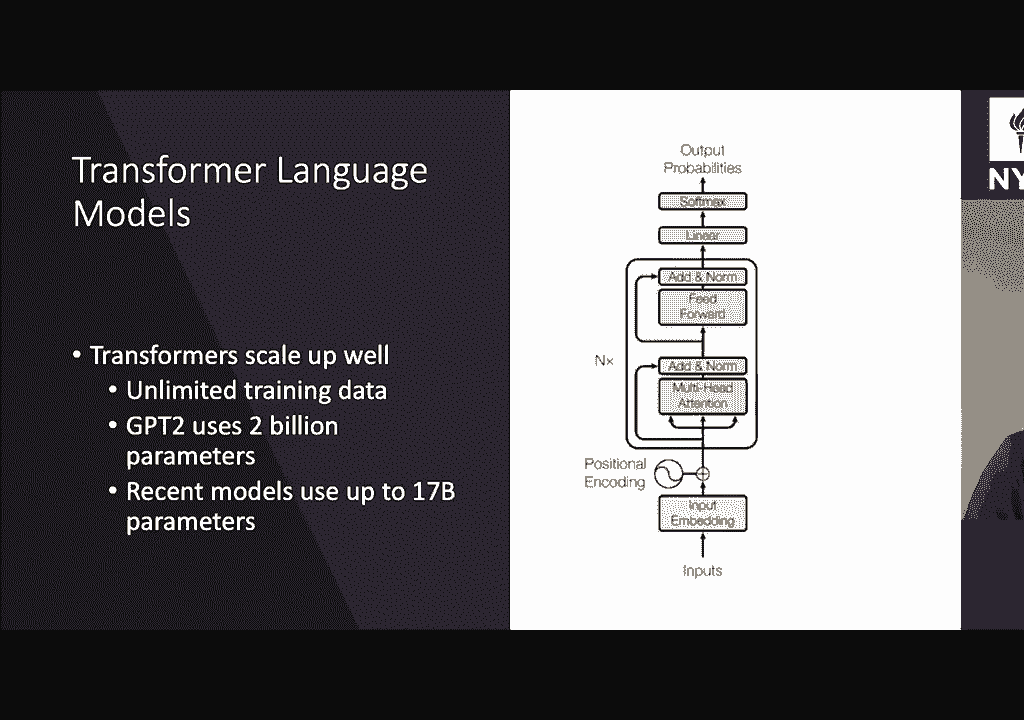 Transformer Language
Models
• Transformers scale up well
• Unlimited training data
• GPT2 uses 2 billion
parameters
• Recent models use up to 17B
parameters
Output
Probabilities
Softmax
Linear
Add & Norm
Feed
Forward
Nx
Add & Norm
Multi-Head
Attention
Positional
Encoding
Input
Embedding
Inputs
NY